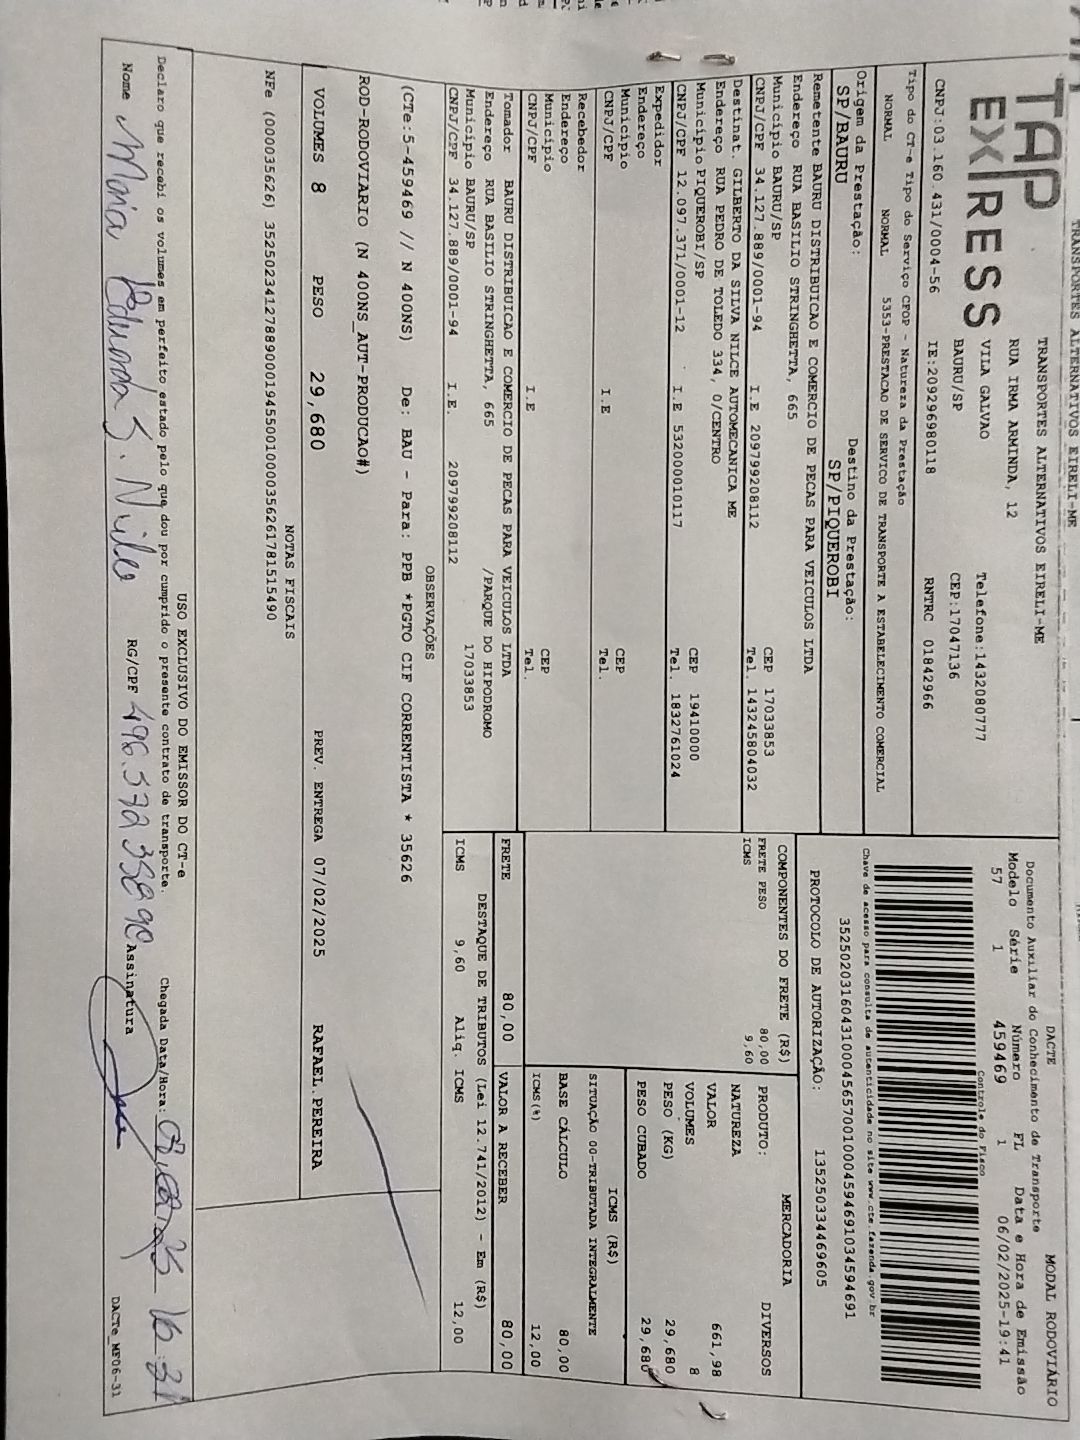 TRANSPORTES ALTERNATIVOS EIRELI-ME
TAP EXPRESS
TRANSPORTES ALTERNATIVOS EIRELI-ME
RUA IRMA ARMINDA, 12
VILA GALVAO
BAURU/SP
Telefone:1432080777
CEP:17047136
CNPJ:03.160.431/0004-56 IE:209296980118 RNTRC 01842966
Tipo do CT-e Tipo do Serviço CFOP - Natureza da Prestação
NORMAL NORMAL 5353-PRESTACAO DE SERVICO DE TRANSPORTE A ESTABELECIMENTO COMERCIAL
Origem da Prestação: Destino da Prestação:
SP/BAURU SP/PIQUEROBI
Remetente BAURU DISTRIBUICAO E COMERCIO DE PECAS PARA VEICULOS LTDA
Endereço RUA BASILIO STRINGHETTA, 665
Município BAURU/SP CEP 17033853
CNPJ/CPF 34.127.889/0001-94 I.E 209799208112 Tel. 143245804032
Destinat. GILBERTO DA SILVA NILCE AUTOMECANICA ME
Endereço RUA PEDRO DE TOLEDO 334, 0/CENTRO
Município PIQUEROBI/SP CEP 19410000
CNPJ/CPF 12.097.371/0001-12 I.E 532000010117 Tel. 1832761024
Expedidor
Endereço
Município CEP
CNPJ/CPF I.E Tel.
Recebedor
Endereço
Município CEP
CNPJ/CPF I.E Tel.
Tomador BAURU DISTRIBUICAO E COMERCIO DE PECAS PARA VEICULOS LTDA
Endereço RUA BASILIO STRINGHETTA, 665 /PARQUE DO HIPODROMO
Município BAURU/SP 17033853
CNPJ/CPF 34.127.889/0001-94 I.E. 209799208112
DACTE MODAL RODOVIÁRIO
Documento Auxiliar do Conhecimento de Transporte
Modelo Série Número FL Data e Hora de Emissão
57 1 459469 1 06/02/2025-19:41
Controle do Fisco
Chave de acesso para consulta de autenticidade no site www.cte.fazenda.gov.br
35250203160431000456570010004594691034594691
PROTOCOLO DE AUTORIZAÇÃO: 135250334469605
COMPONENTES DO FRETE (R$)
FRETE PESO 80,00
ICMS 9,60
MERCADORIA
PRODUTO: DIVERSOS
NATUREZA
VALOR 661,98
VOLUMES 8
PESO (KG) 29,680
PESO CUBADO 29,680
ICMS (R$)
SITUAÇÃO 00-TRIBUTADA INTEGRALMENTE
BASE CÁLCULO 80,00
ICMS(%) 12,00
FRETE 80,00 VALOR A RECEBER 80,00
DESTAQUE DE TRIBUTOS (Lei 12.741/2012) - Em (R$)
ICMS 9,60 Aliq. ICMS 12,00
OBSERVAÇÕES
(CTe:5-459469 // N 400NS) De: BAU - Para: PPB *PGTO CIF CORRENTISTA * 35626
ROD-RODOVIARIO (N 400NS_AUT-PRODUCAO#)
VOLUMES 8 PESO 29,680 PREV. ENTREGA 07/02/2025 RAFAEL.PEREIRA
NOTAS FISCAIS
NFe (000035626) 35250234127889000194550010000356261781515490
USO EXCLUSIVO DO EMISSOR DO CT-e
Declaro que recebi os volumes em perfeito estado pelo que dou por cumprido o presente contrato de transporte. Chegada Data/Hora: 16:31
Nome Maria Eduarda S. Nilce RG/CPF 496.572 358 90 Assinatura
DACTe_MF06-31